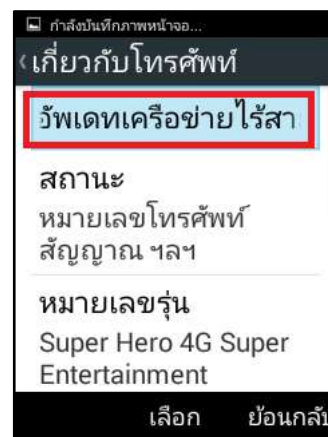 กำลังบันทึกภาพหน้าจอ...
เกี่ยวกับโทรศัพท์
อัพเดทเครือข่ายไร้สา
สถานะ
หมายเลขโทรศัพท์
สัญญาณ ฯลฯ
หมายเลขรุ่น
Super Hero 4G Super
Entertainment
เลือก ย้อนกลับ